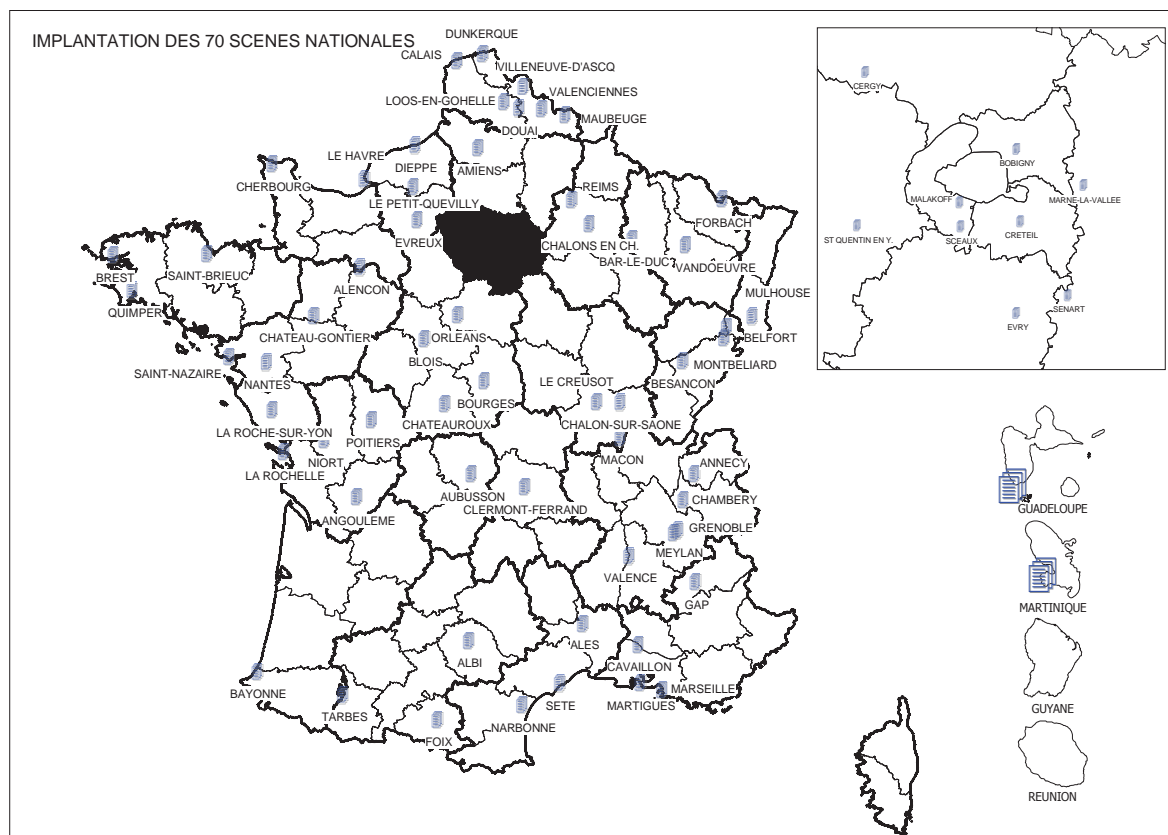 IMPLANTATION DES 70 SCENES NATIONALES
DUNKERQUE
CALAIS
VILLENEUVE-D'ASCQ
VALENCIENNES
LOOS-EN-GOHELLE
MAUBEUGE
DOUAI
LE HAVRE
DIEPPE
AMIENS
CHERBOURG
REIMS
LE PETIT-QUEVILLY
FORBACH
EVREUX
CHALONS EN CH.
BAR-LE-DUC
VANDOEUVRE
BREST
SAINT-BRIEUC
ALENCON
MULHOUSE
QUIMPER
CHATEAU-GONTIER
ORLEANS
BELFORT
BLOIS
MONTBELIARD
SAINT-NAZAIRE
NANTES
LE CREUSOT
BESANCON
BOURGES
CHATEAUROUX
CHALON-SUR-SAONE
LA ROCHE-SUR-YON
POITIERS
NIORT
MACON
ANNECY
LA ROCHELLE
AUBUSSON
CLERMONT-FERRAND
CHAMBERY
ANGOULEME
GRENOBLE
MEYLAN
VALENCE
GAP
ALES
ALBI
CAVAILLON
BAYONNE
MARSEILLE
TARBES
SETE
MARTIGUES
NARBONNE
FOIX
CERGY
BOBIGNY
MALAKOFF
MARNE-LA-VALLEE
ST QUENTIN EN Y.
SCEAUX
CRETEIL
SENART
EVRY
GUADELOUPE
MARTINIQUE
GUYANE
REUNION